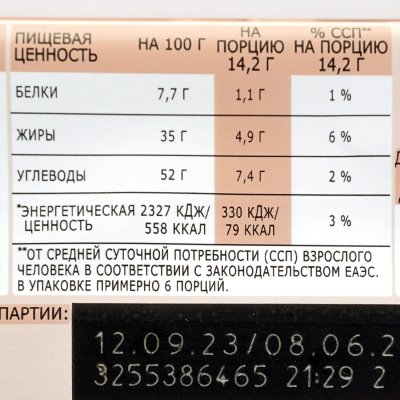 ПИЩЕВАЯ ЦЕННОСТЬ НА 100 Г НА ПОРЦИЮ 14,2 Г % ССП** НА ПОРЦИЮ 14,2 Г
БЕЛКИ 7,7 Г 1,1 Г 1 %
ЖИРЫ 35 Г 4,9 Г 6 %
УГЛЕВОДЫ 52 Г 7,4 Г 2 %
*ЭНЕРГЕТИЧЕСКАЯ 2327 КДЖ/ 330 КДЖ/ 3 %
ЦЕННОСТЬ 558 ККАЛ 79 ККАЛ
**ОТ СРЕДНЕЙ СУТОЧНОЙ ПОТРЕБНОСТИ (ССП) ВЗРОСЛОГО
ЧЕЛОВЕКА В СООТВЕТСТВИИ С ЗАКОНОДАТЕЛЬСТВОМ ЕАЭС.
В УПАКОВКЕ ПРИМЕРНО 6 ПОРЦИЙ.
ПАРТИИ:
12.09.23/08.06.2
3255386465 21:29 2